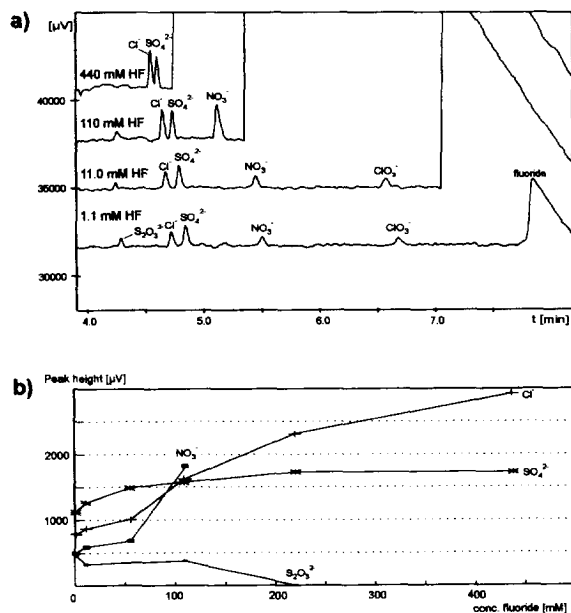 a)
[µV]
Cl⁻ SO₄²⁻
440 mM HF
40000
Cl⁻ SO₄²⁻ NO₃⁻
110 mM HF
Cl⁻ SO₄²⁻ NO₃⁻ ClO₃⁻
11.0 mM HF
35000
fluoride
1.1 mM HF
S₂O₃²⁻ Cl⁻ SO₄²⁻ NO₃⁻ ClO₃⁻
30000
4.0 5.0 6.0 7.0 t [min]
b)
Peak height [µV]
Cl⁻
2000
NO₃⁻
SO₄²⁻
1000
S₂O₃²⁻
0 100 200 300 400
conc. fluoride [mM]